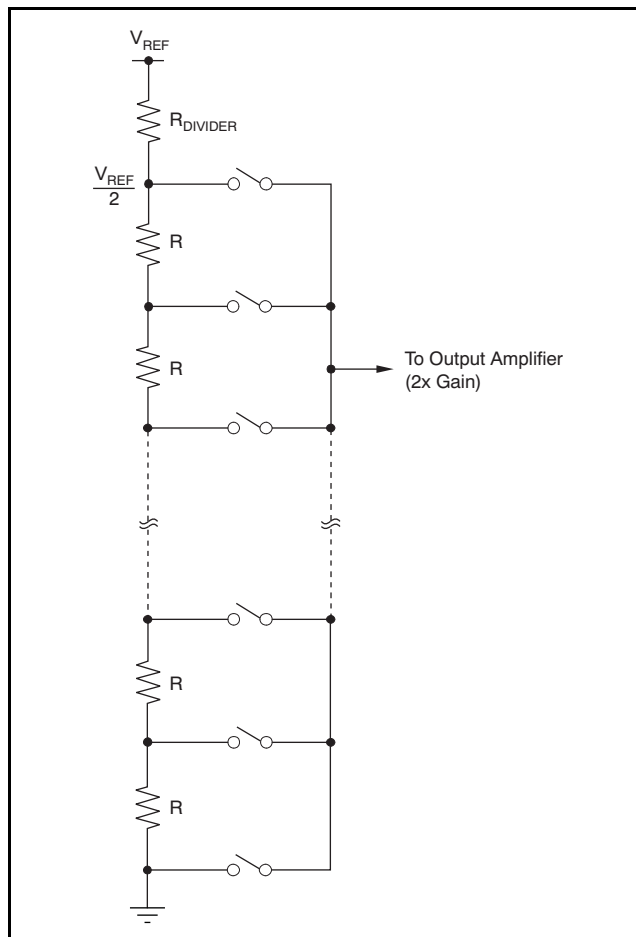 VREF
RDIVIDER
VREF
2
R
R
To Output Amplifier
(2x Gain)
R
R